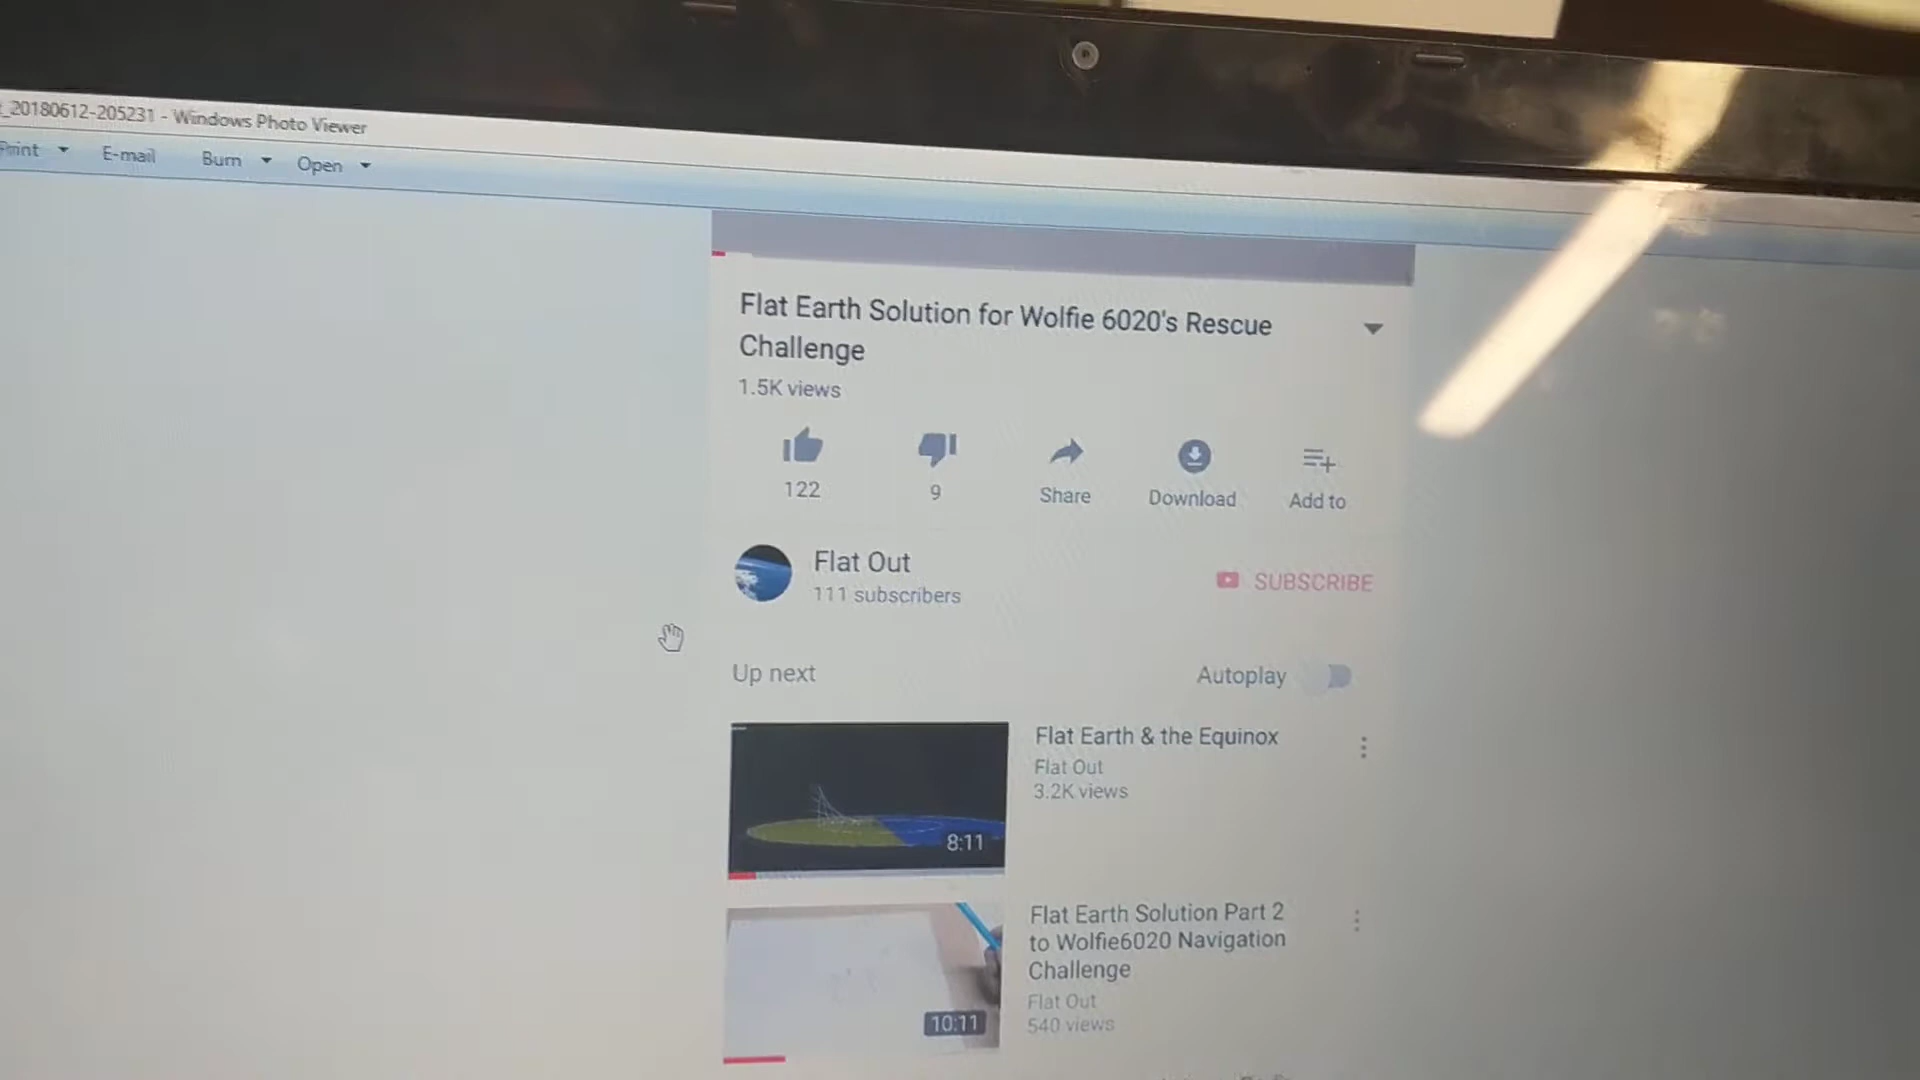 _20180612-205231 - Windows Photo Viewer
Print E-mail Burn Open
Flat Earth Solution for Wolfie 6020's Rescue
Challenge
1.5K views
122 9 Share Download Add to
Flat Out
111 subscribers
SUBSCRIBE
Up next Autoplay
Flat Earth & the Equinox
Flat Out
3.2K views
8:11
Flat Earth Solution Part 2
to Wolfie6020 Navigation
Challenge
Flat Out
540 views
10:11